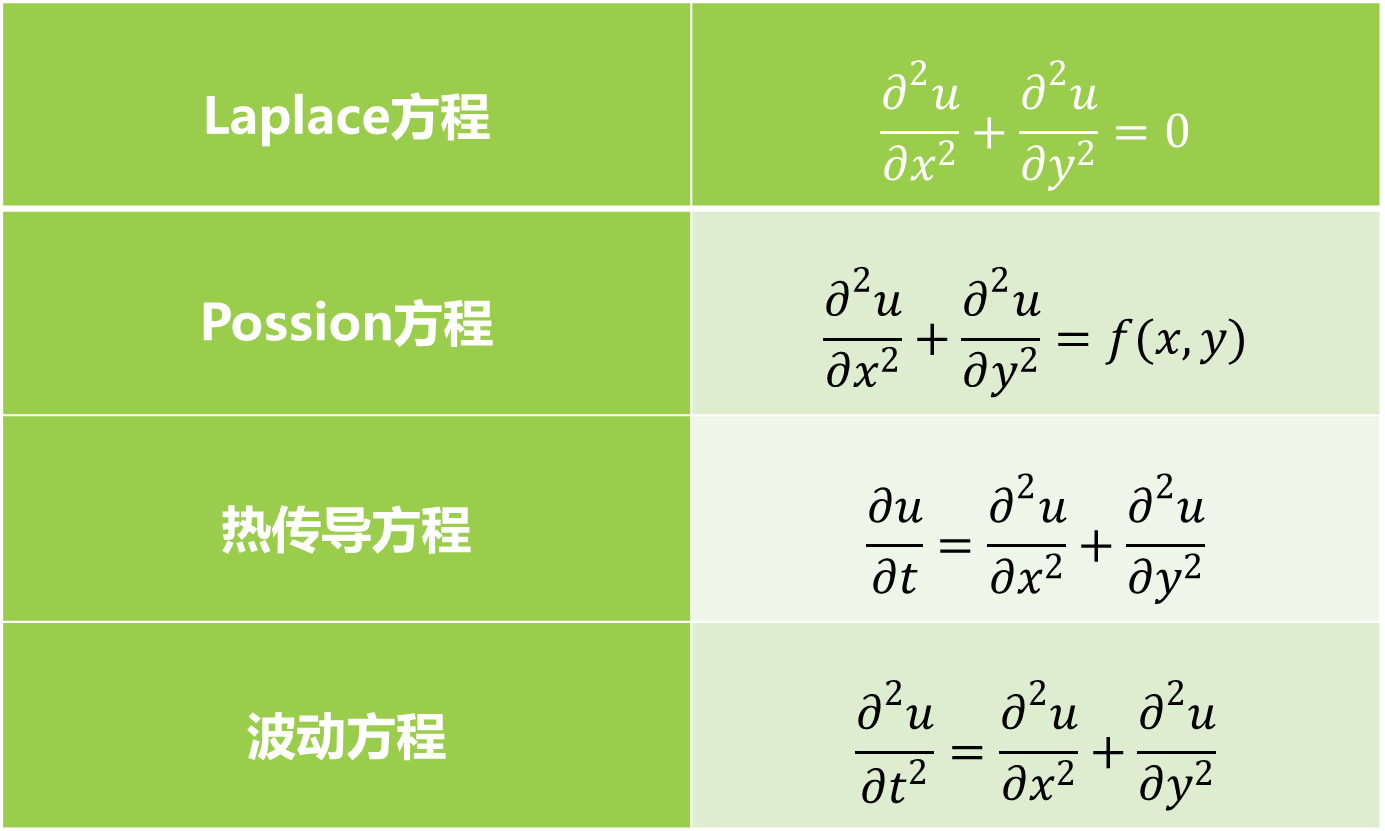 Laplace方程
∂²u/∂x² + ∂²u/∂y² = 0
Possion方程
∂²u/∂x² + ∂²u/∂y² = f(x, y)
热传导方程
∂u/∂t = ∂²u/∂x² + ∂²u/∂y²
波动方程
∂²u/∂t² = ∂²u/∂x² + ∂²u/∂y²